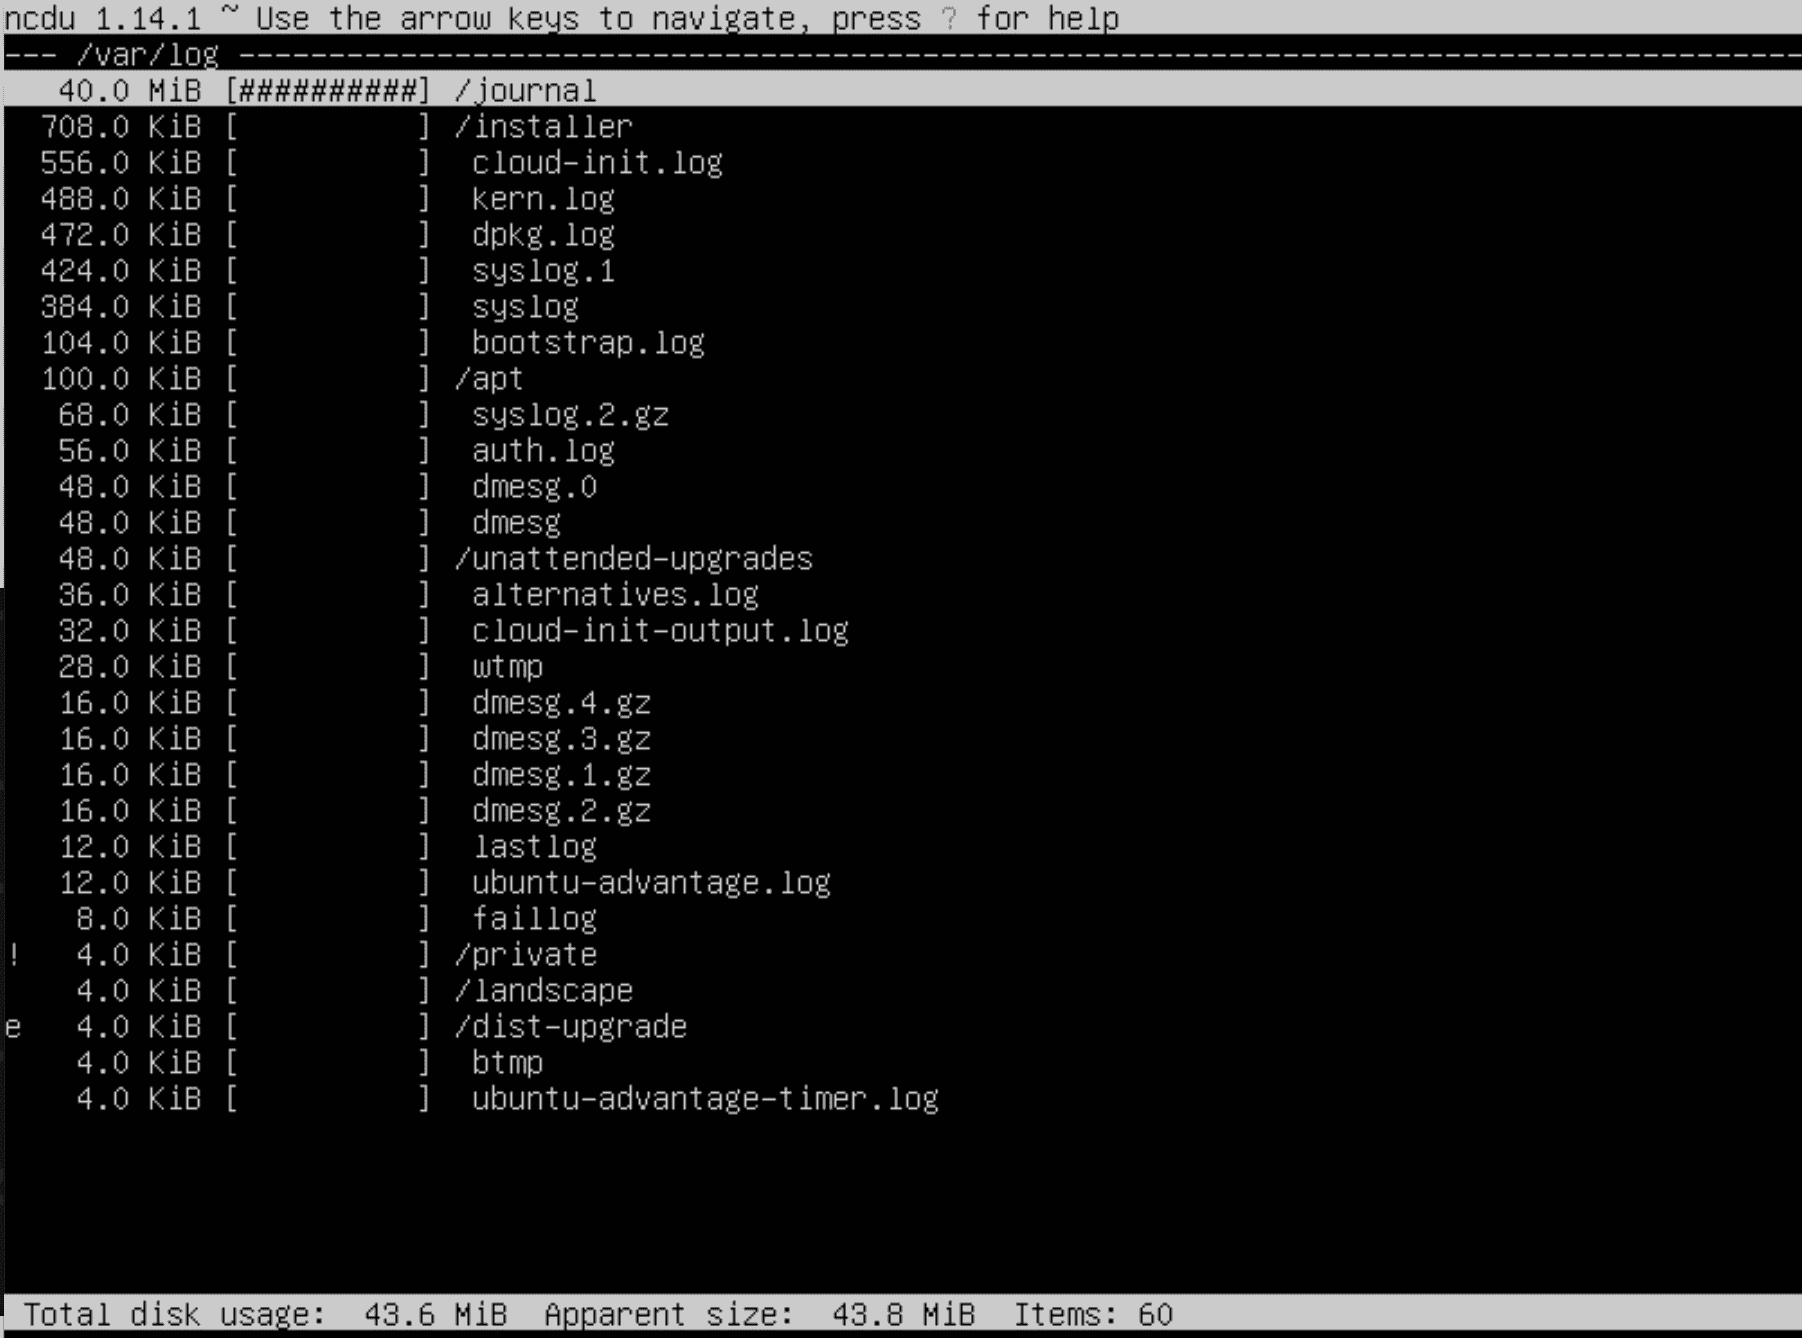 ncdu 1.14.1 ~ Use the arrow keys to navigate, press ? for help
--- /var/log ---------------------------------------------------------------------------------------
   40.0 MiB [##########] /journal
  708.0 KiB [          ] /installer
  556.0 KiB [          ]  cloud-init.log
  488.0 KiB [          ]  kern.log
  472.0 KiB [          ]  dpkg.log
  424.0 KiB [          ]  syslog.1
  384.0 KiB [          ]  syslog
  104.0 KiB [          ]  bootstrap.log
  100.0 KiB [          ] /apt
   68.0 KiB [          ]  syslog.2.gz
   56.0 KiB [          ]  auth.log
   48.0 KiB [          ]  dmesg.0
   48.0 KiB [          ]  dmesg
   48.0 KiB [          ] /unattended-upgrades
   36.0 KiB [          ]  alternatives.log
   32.0 KiB [          ]  cloud-init-output.log
   28.0 KiB [          ]  wtmp
   16.0 KiB [          ]  dmesg.4.gz
   16.0 KiB [          ]  dmesg.3.gz
   16.0 KiB [          ]  dmesg.1.gz
   16.0 KiB [          ]  dmesg.2.gz
   12.0 KiB [          ]  lastlog
   12.0 KiB [          ]  ubuntu-advantage.log
    8.0 KiB [          ]  faillog
!   4.0 KiB [          ] /private
    4.0 KiB [          ] /landscape
e   4.0 KiB [          ] /dist-upgrade
    4.0 KiB [          ]  btmp
    4.0 KiB [          ]  ubuntu-advantage-timer.log
 Total disk usage:  43.6 MiB  Apparent size:  43.8 MiB  Items: 60